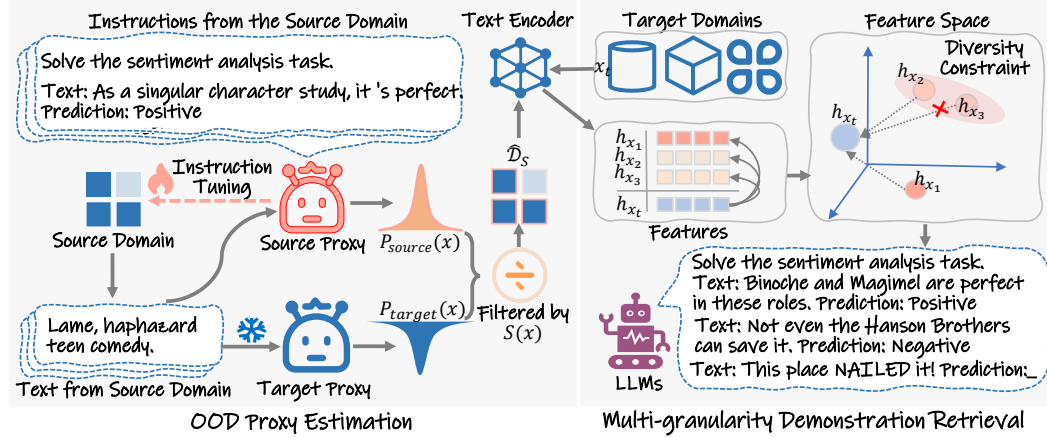 Instructions from the Source Domain
Solve the sentiment analysis task.
Text: As a singular character study, it 's perfect.
Prediction: Positive
Instruction
Tuning
Source Domain
Source Proxy
P_source(x)
Lame, haphazard
teen comedy.
Text from Source Domain
Target Proxy
P_target(x)
Filtered by
S(x)
D̂_S
Text Encoder
OOD Proxy Estimation
Target Domains
x_t
h_x₁
h_x₂
h_x₃
h_x_t
Features
Feature Space
Diversity
Constraint
h_x₂
h_x₃
h_x_t
h_x₁
Solve the sentiment analysis task.
Text: Binoche and Magimel are perfect
in these roles. Prediction: Positive
Text: Not even the Hanson Brothers
can save it. Prediction: Negative
Text: This place NAILED it! Prediction:_
LLMs
Multi-granularity Demonstration Retrieval